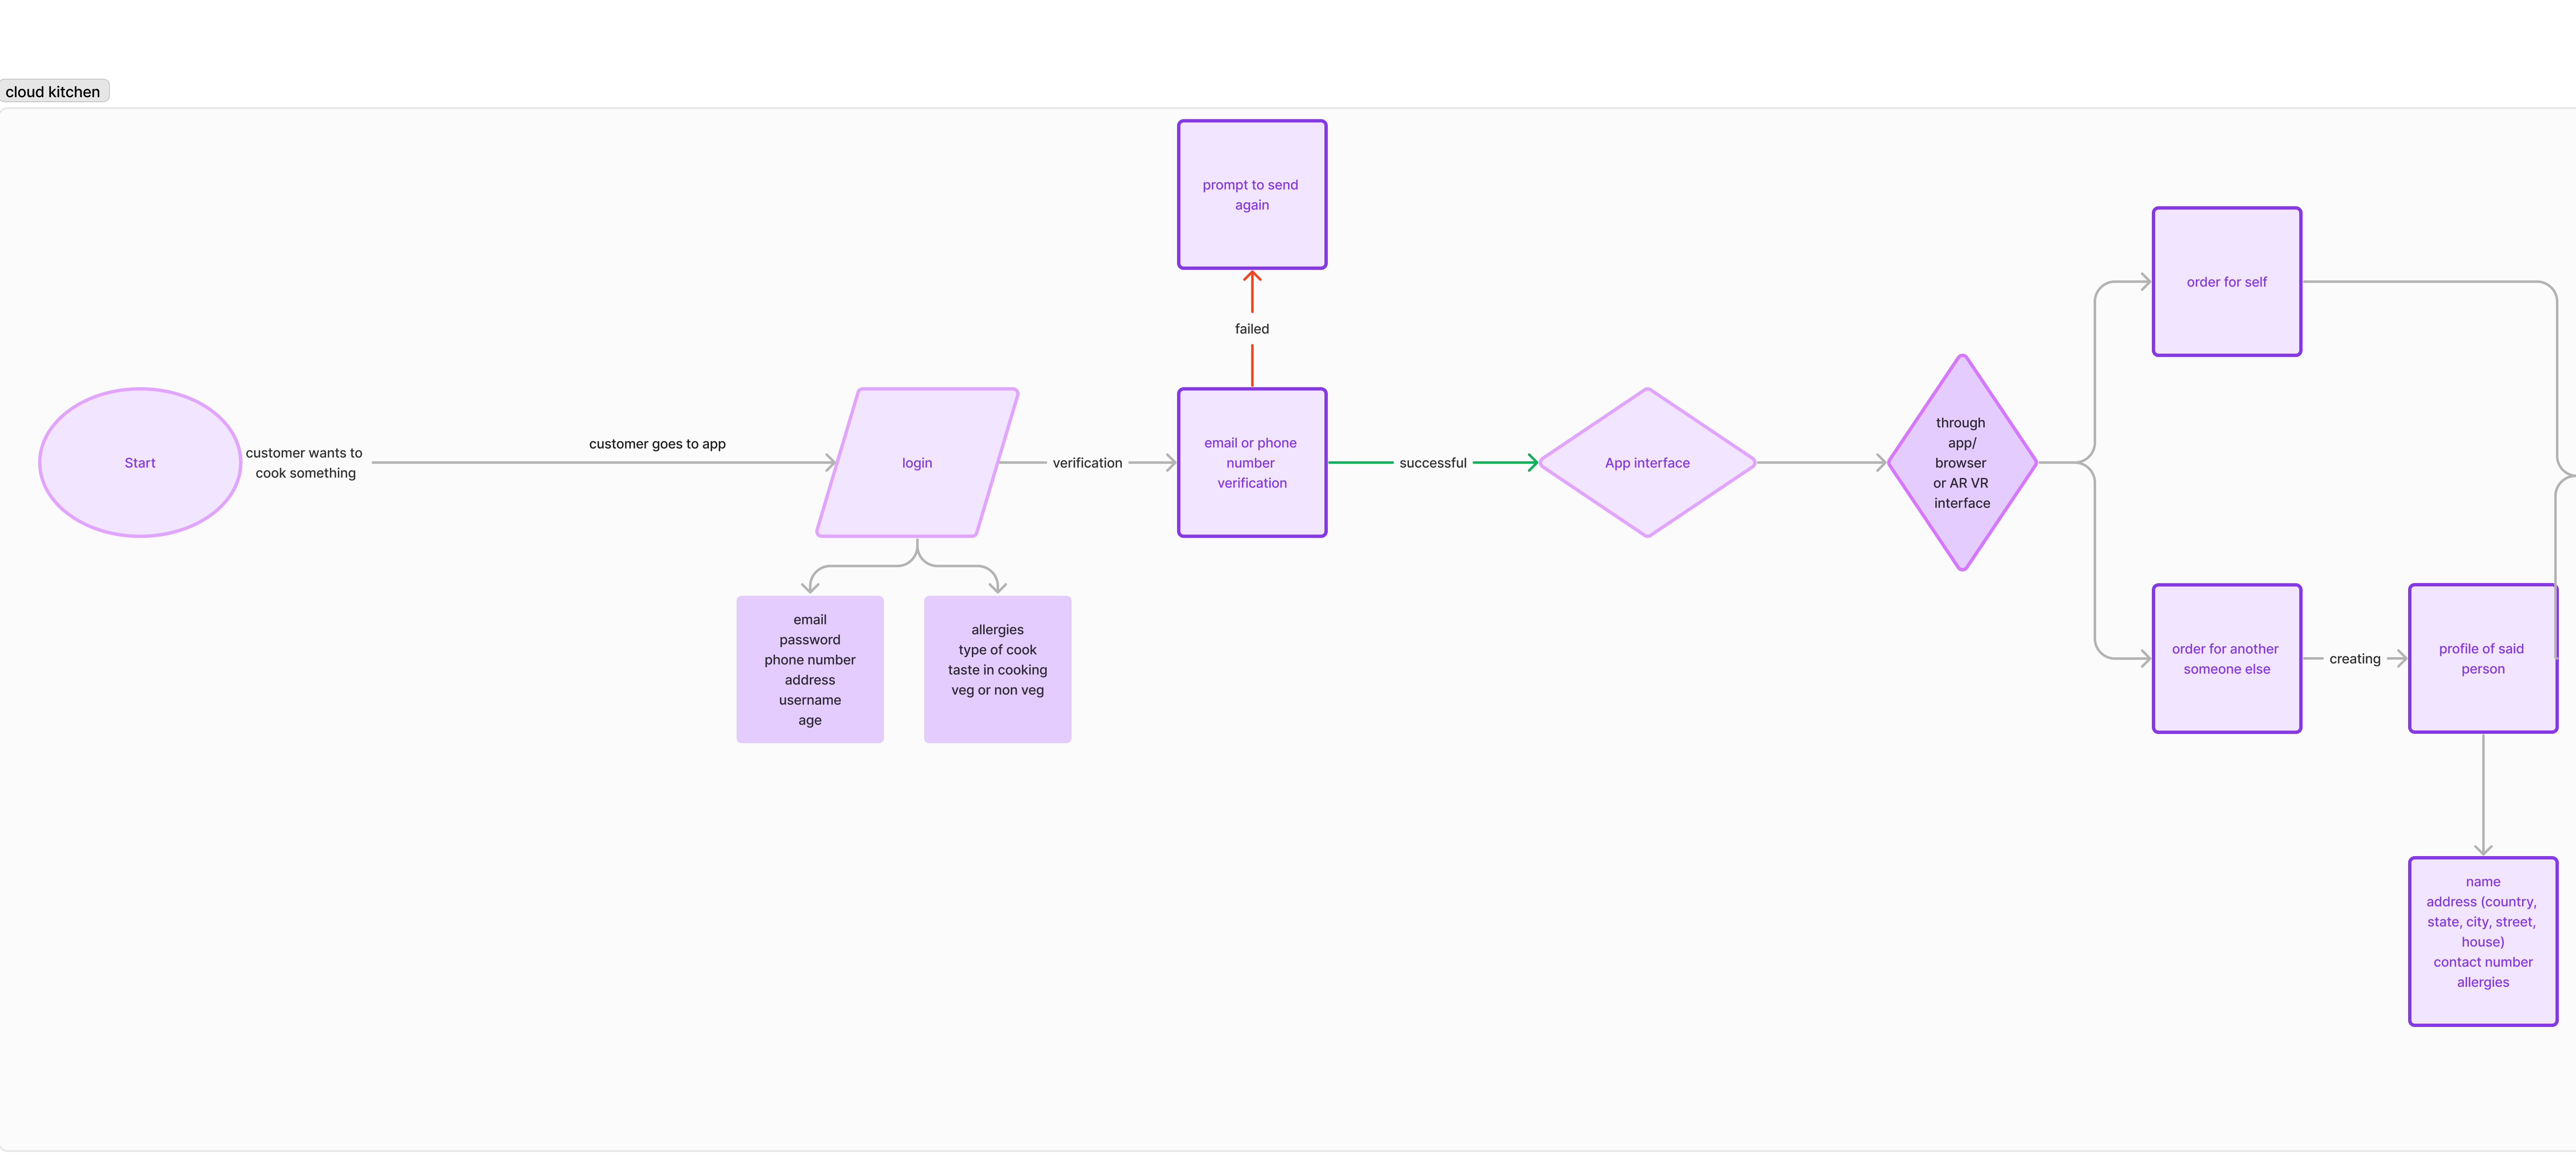 cloud kitchen
prompt to send
again
failed
order for self
Start
customer wants to
cook something
customer goes to app
login
verification
email or phone
number
verification
successful
App interface
through
app/
browser
or AR VR
interface
email
password
phone number
address
username
age
allergies
type of cook
taste in cooking
veg or non veg
order for another
someone else
creating
profile of said
person
name
address (country,
state, city, street,
house)
contact number
allergies